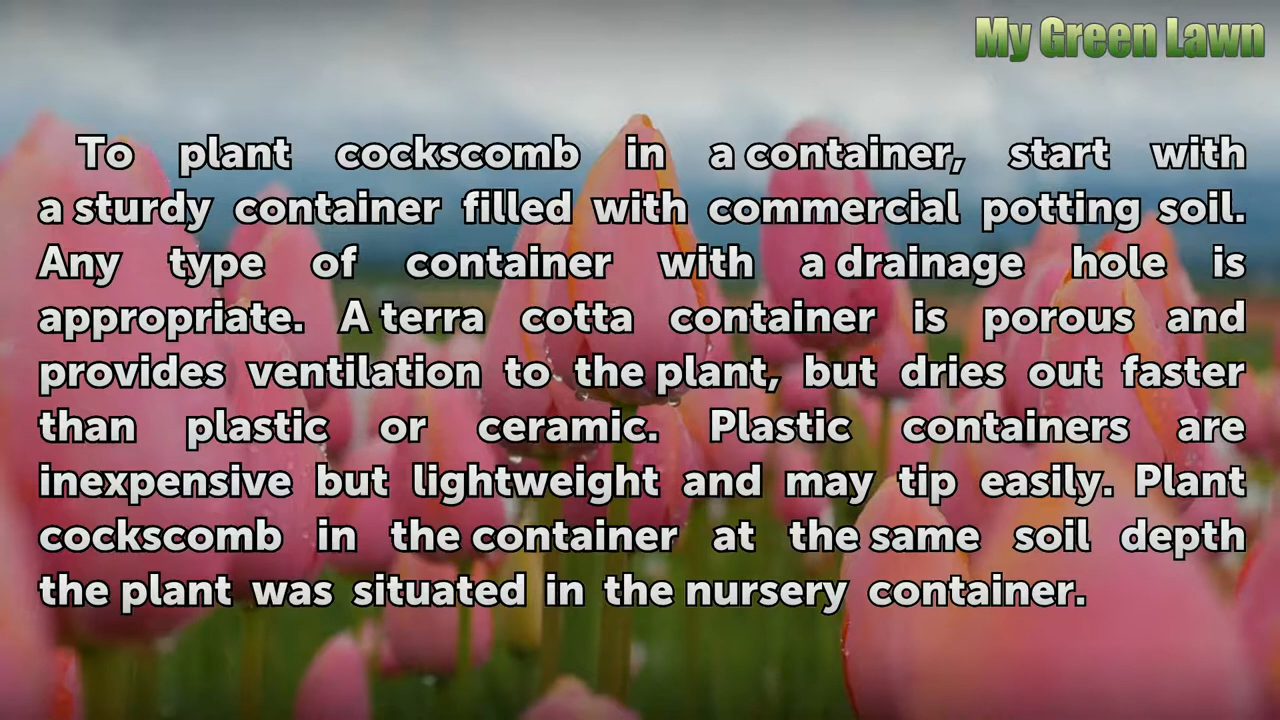 My Green Lawn
To plant cockscomb in a container, start with
a sturdy container filled with commercial potting soil.
Any type of container with a drainage hole is
appropriate. A terra cotta container is porous and
provides ventilation to the plant, but dries out faster
than plastic or ceramic. Plastic containers are
inexpensive but lightweight and may tip easily. Plant
cockscomb in the container at the same soil depth
the plant was situated in the nursery container.